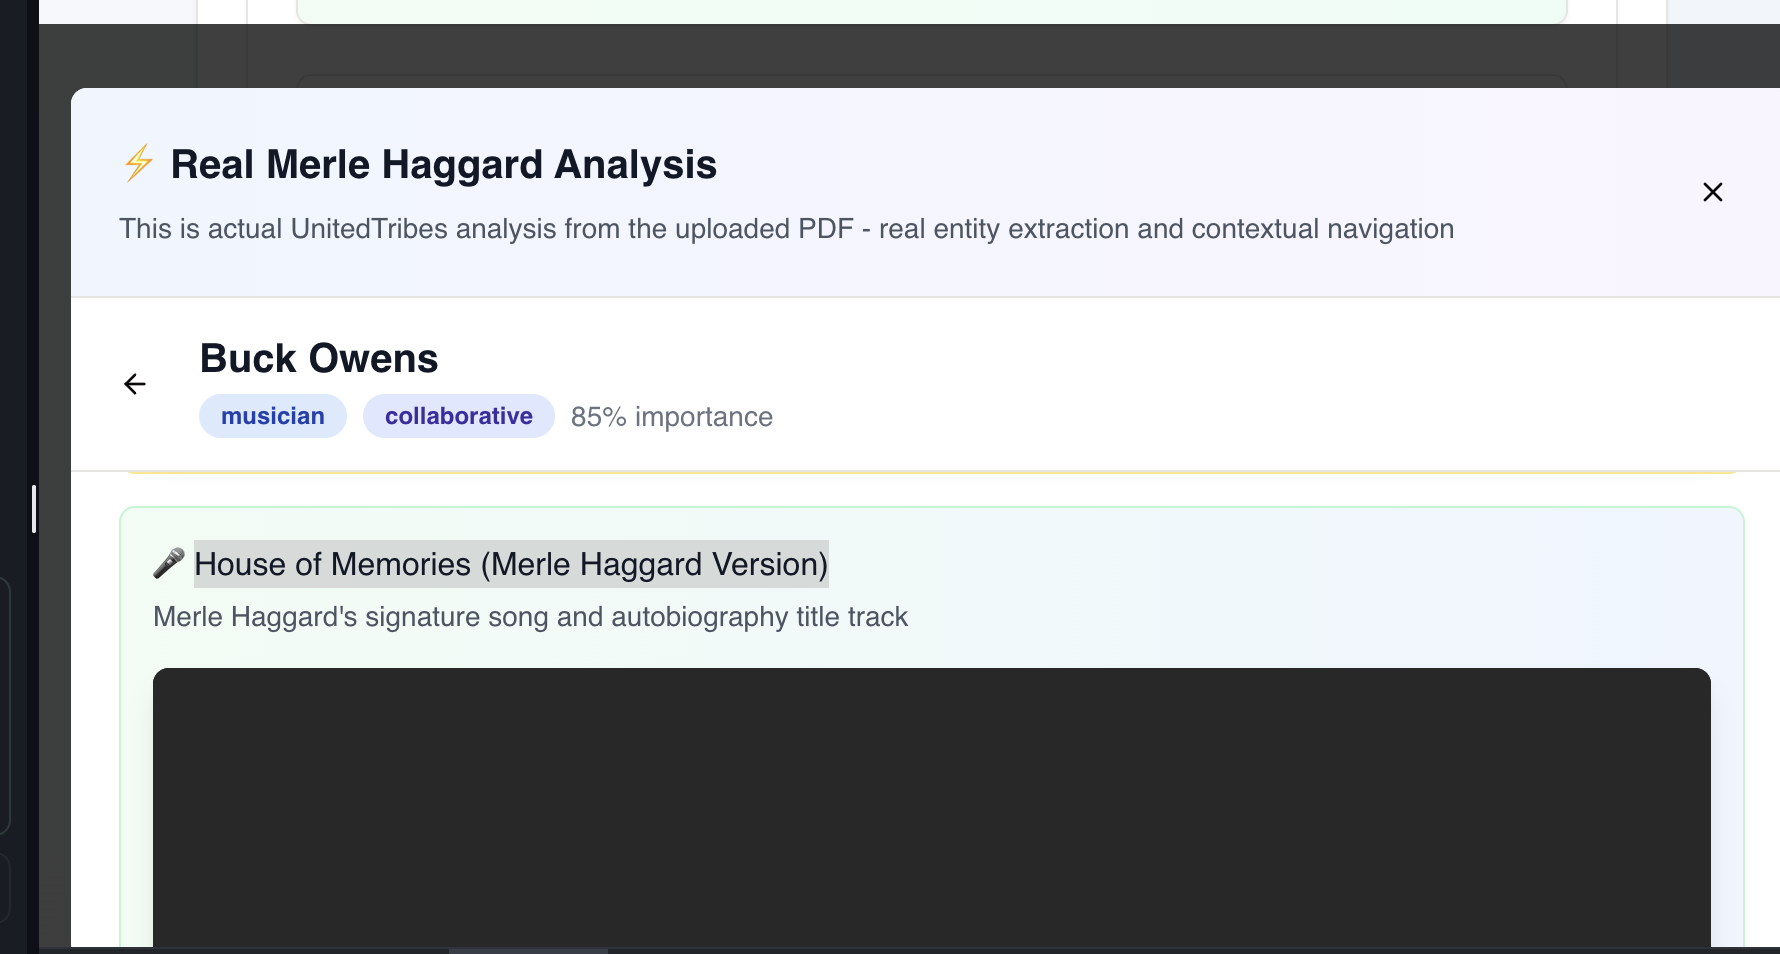 ⚡ Real Merle Haggard Analysis
This is actual UnitedTribes analysis from the uploaded PDF - real entity extraction and contextual navigation
Buck Owens
musician collaborative 85% importance
🎤 House of Memories (Merle Haggard Version)
Merle Haggard's signature song and autobiography title track